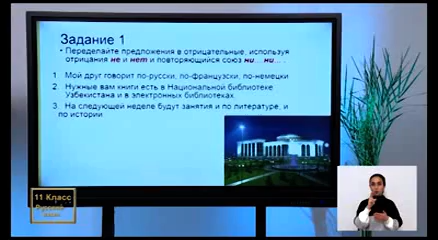 Задание 1
Переделайте предложения в отрицательные, используя
отрицания не и нет и повторяющийся союз ни… ни… .
1. Мой друг говорит по-русски, по-французски, по-немецки
2. Нужные вам книги есть в Национальной библиотеке
Узбекистана и в электронных библиотеках
3. На следующей неделе будут занятия и по литературе, и
по истории
11 Класс
Русский
язык